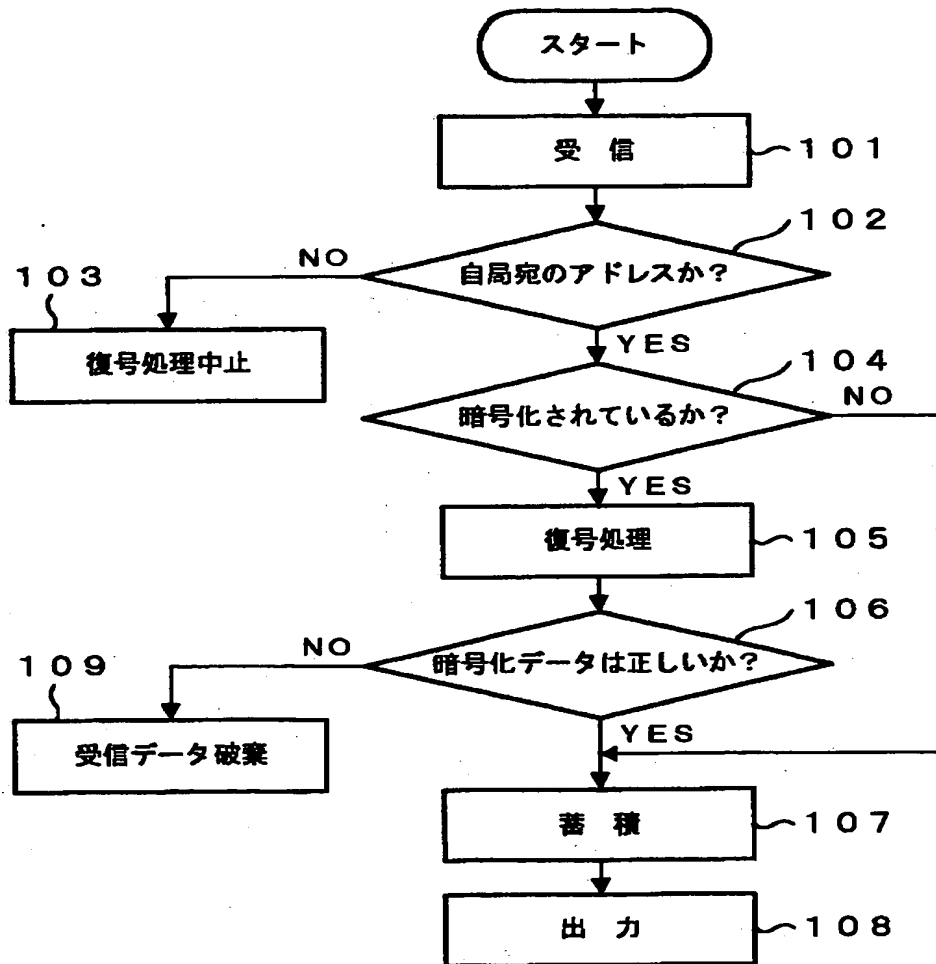 スタート
受 信
101
102
自局宛のアドレスか?
NO
103
復号処理中止
YES
104
暗号化されているか?
NO
YES
復号処理
105
106
暗号化データは正しいか?
NO
109
受信データ破棄
YES
蓄 積
107
出 力
108